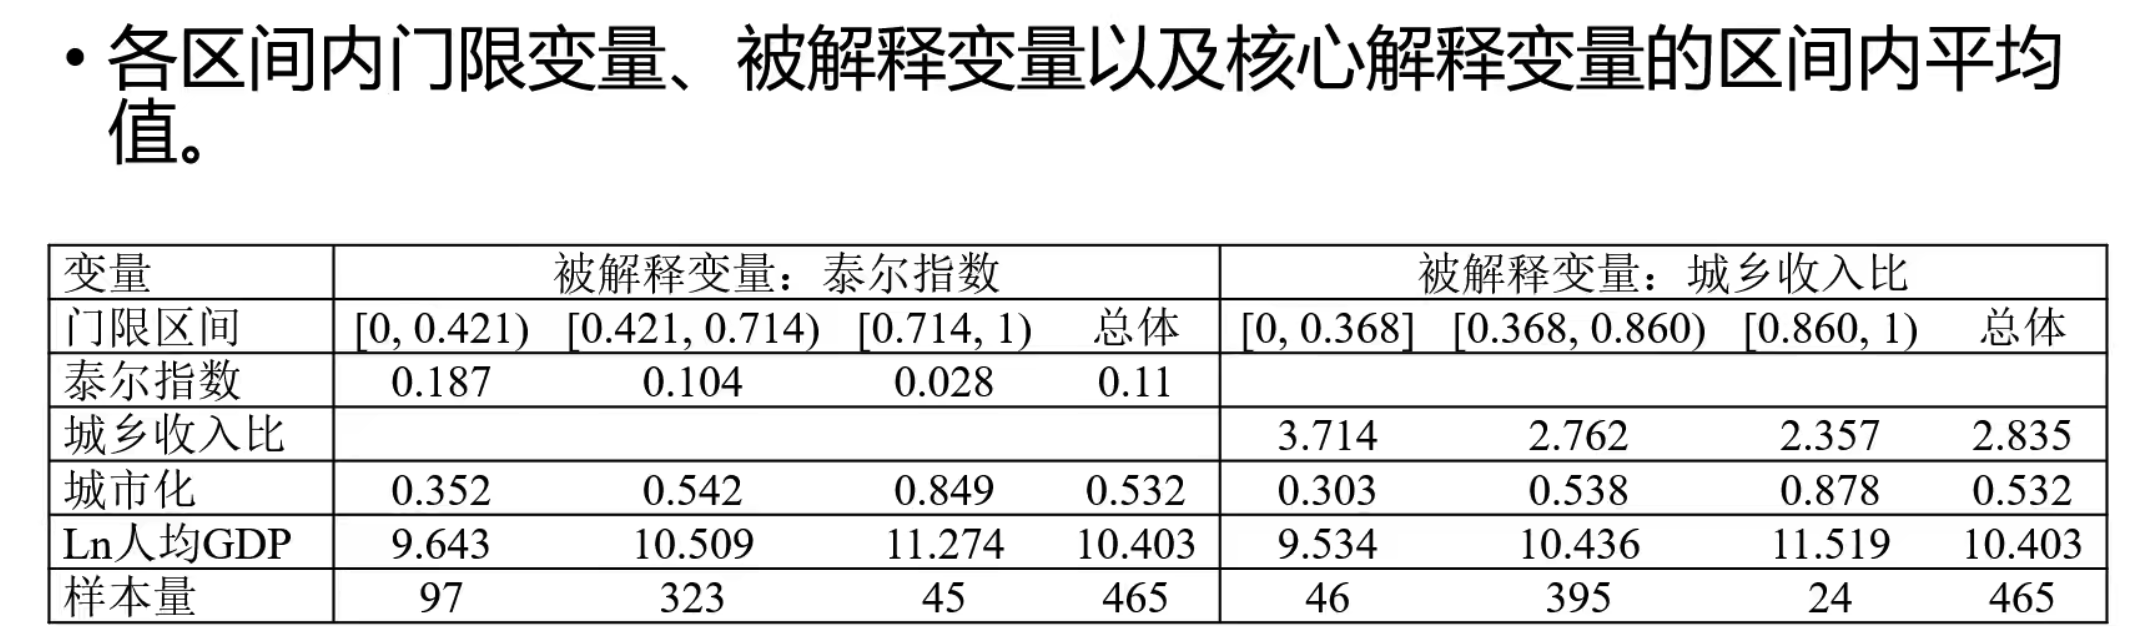 • 各区间内门限变量、被解释变量以及核心解释变量的区间内平均
值。
变量 被解释变量：泰尔指数 被解释变量：城乡收入比
门限区间 [0, 0.421) [0.421, 0.714) [0.714, 1) 总体 [0, 0.368] [0.368, 0.860) [0.860, 1) 总体
泰尔指数 0.187 0.104 0.028 0.11
城乡收入比 3.714 2.762 2.357 2.835
城市化 0.352 0.542 0.849 0.532 0.303 0.538 0.878 0.532
Ln人均GDP 9.643 10.509 11.274 10.403 9.534 10.436 11.519 10.403
样本量 97 323 45 465 46 395 24 465